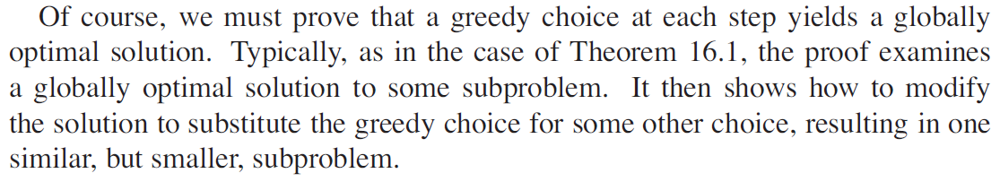 Of course, we must prove that a greedy choice at each step yields a globally
optimal solution. Typically, as in the case of Theorem 16.1, the proof examines
a globally optimal solution to some subproblem. It then shows how to modify
the solution to substitute the greedy choice for some other choice, resulting in one
similar, but smaller, subproblem.